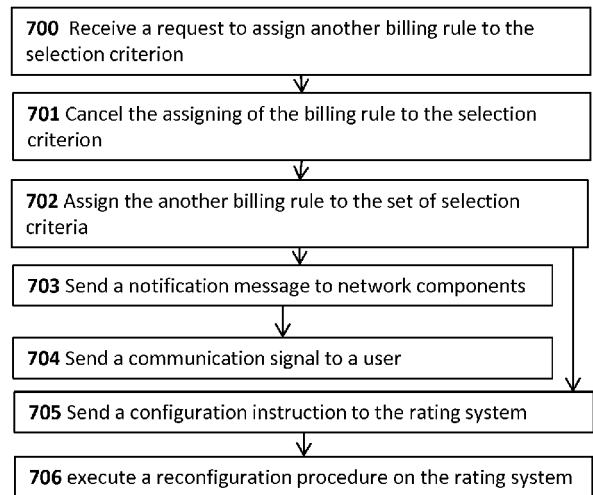 700 Receive a request to assign another billing rule to the
selection criterion
701 Cancel the assigning of the billing rule to the selection
criterion
702 Assign the another billing rule to the set of selection
criteria
703 Send a notification message to network components
704 Send a communication signal to a user
705 Send a configuration instruction to the rating system
706 execute a reconfiguration procedure on the rating system